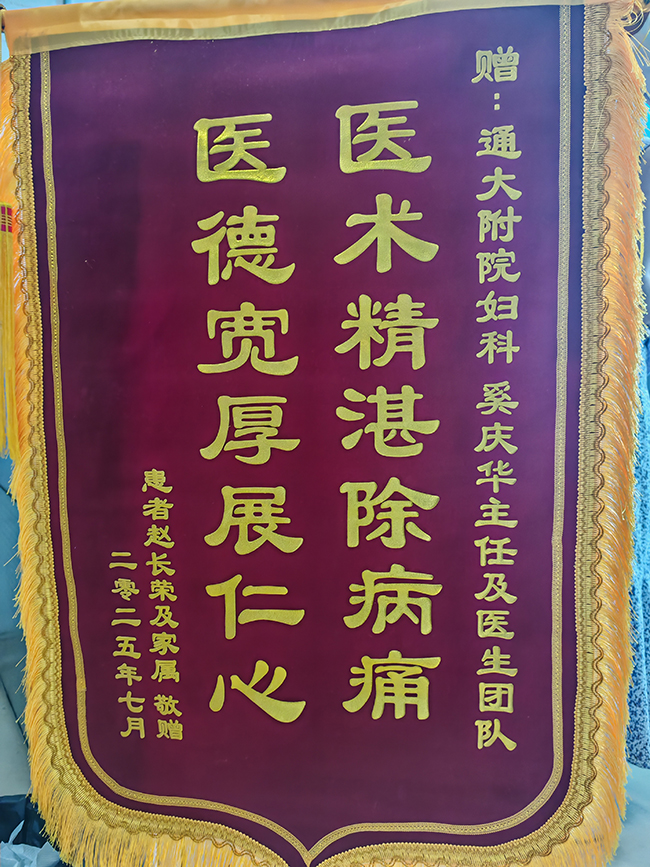 赠：通大附院妇科 奚庆华主任及医生团队
医术精湛除病痛
医德宽厚展仁心
患者赵长荣及家属 敬赠
二零二五年七月